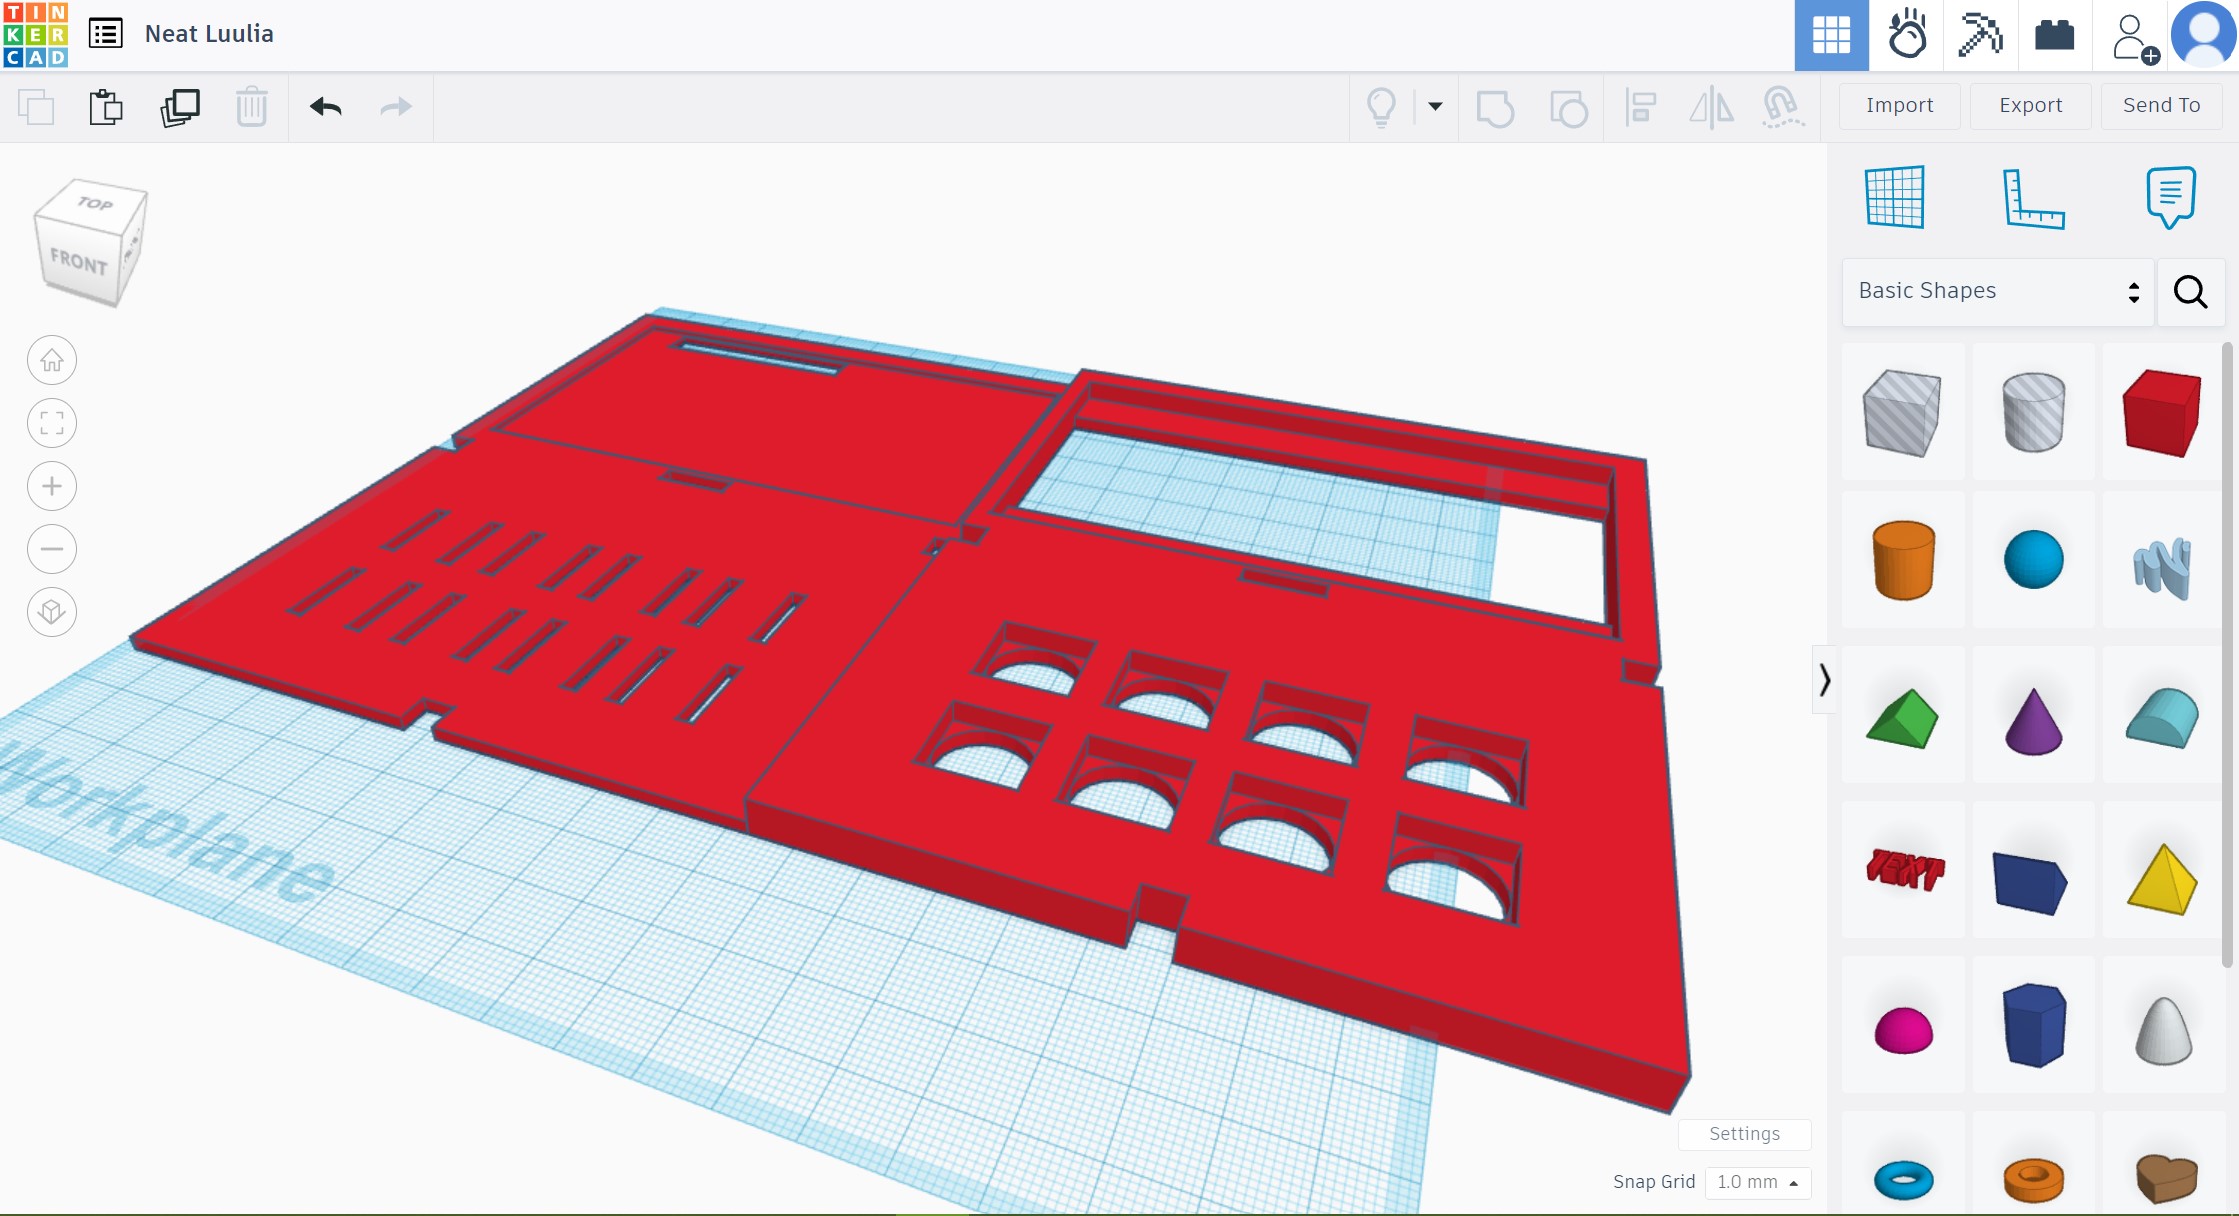 TIN
KER
CAD
Neat Luulia
Import
Export
Send To
TOP
FRONT
Basic Shapes
TEXT
Workplane
Settings
Snap Grid
1.0 mm